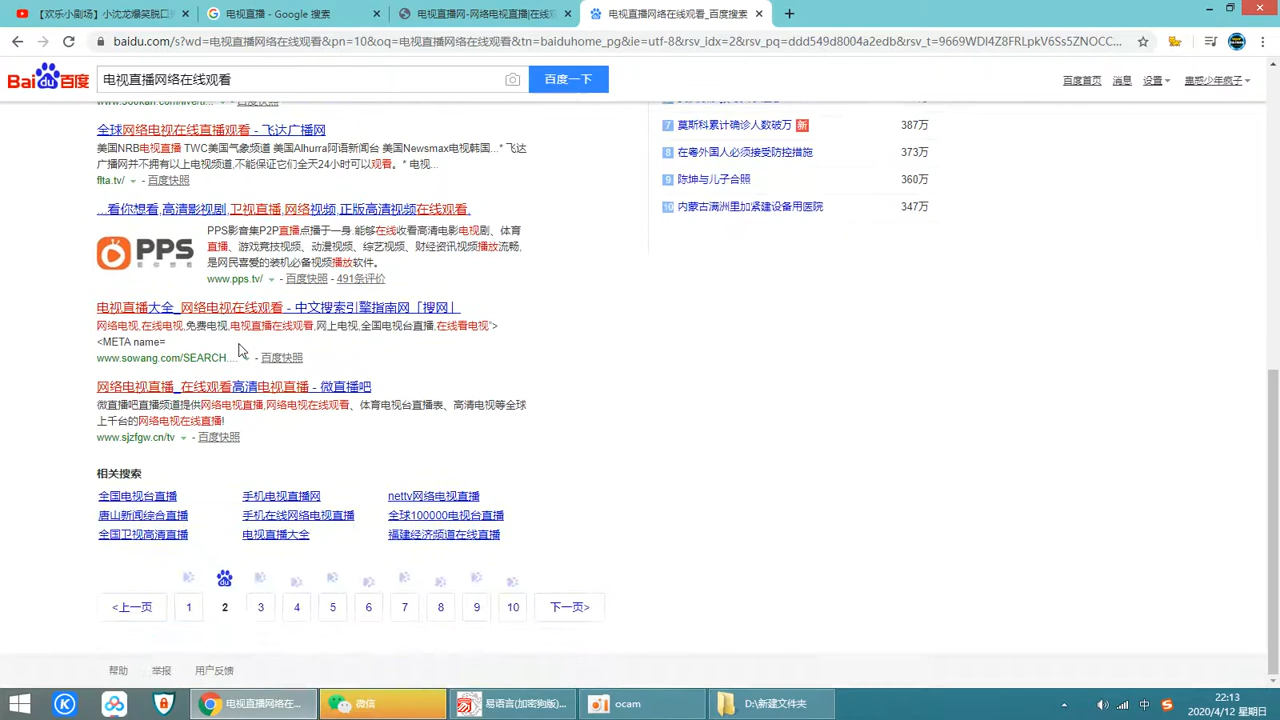 【欢乐小剧场】小沈龙爆笑脱口
电视直播 - Google 搜索
电视直播网-网络电视直播|在线
电视直播网络在线观看_百度搜索
baidu.com/s?wd=电视直播网络在线观看&pn=10&oq=电视直播网络在线观看&tn=baiduhome_pg&ie=utf-8&rsv_idx=2&rsv_pq=ddd549d8004a2edb&rsv_t=9669WDI4Z8FRLpkV6Ss5ZNOCC...
Bai du 百度
电视直播网络在线观看
百度一下
百度首页 消息 设置 蛊惑少年疯子
百度快照
7 莫斯科累计确诊人数破万 新 387万
全球网络电视在线直播观看 - 飞达广播网
美国NRB电视直播 TWC美国气象频道 美国Alhurra阿语新闻台 美国Newsmax电视韩国...* 飞达
8 在粤外国人必须接受防控措施 373万
广播网并不拥有以上电视频道,不能保证它们全天24小时可以观看。* 电视...
flta.tv/ - 百度快照
9 陈坤与儿子合照 360万
...看你想看,高清影视剧,卫视直播,网络视频,正版高清视频在线观看.
10 内蒙古满洲里加紧建设备用医院 347万
PPS
看你想看
PPS影音集P2P直播点播于一身,能够在线收看高清电影电视剧、体育
直播、游戏竞技视频、动漫视频、综艺视频、财经资讯视频播放流畅,
是网民喜爱的装机必备视频播放软件。
www.pps.tv/ - 百度快照 - 491条评价
电视直播大全_网络电视在线观看 - 中文搜索引擎指南网「搜网」
网络电视,在线电视,免费电视,电视直播在线观看,网上电视,全国电视台直播,在线看电视">
<META name=
www.sowang.com/SEARCH... - 百度快照
网络电视直播_在线观看高清电视直播 - 微直播吧
微直播吧直播频道提供网络电视直播,网络电视在线观看、体育电视台直播表、高清电视等全球
上千台的网络电视在线直播!
www.sjzfgw.cn/tv - 百度快照
相关搜索
全国电视台直播 手机电视直播网 nettv网络电视直播
唐山新闻综合直播 手机在线网络电视直播 全球100000电视台直播
全国卫视高清直播 电视直播大全 福建经济频道在线直播
<上一页 1 2 3 4 5 6 7 8 9 10 下一页>
帮助 举报 用户反馈
电视直播网络在...
微信
易语言(加密狗版)...
ocam
D:\新建文件夹
中
22:13
2020/4/12 星期日